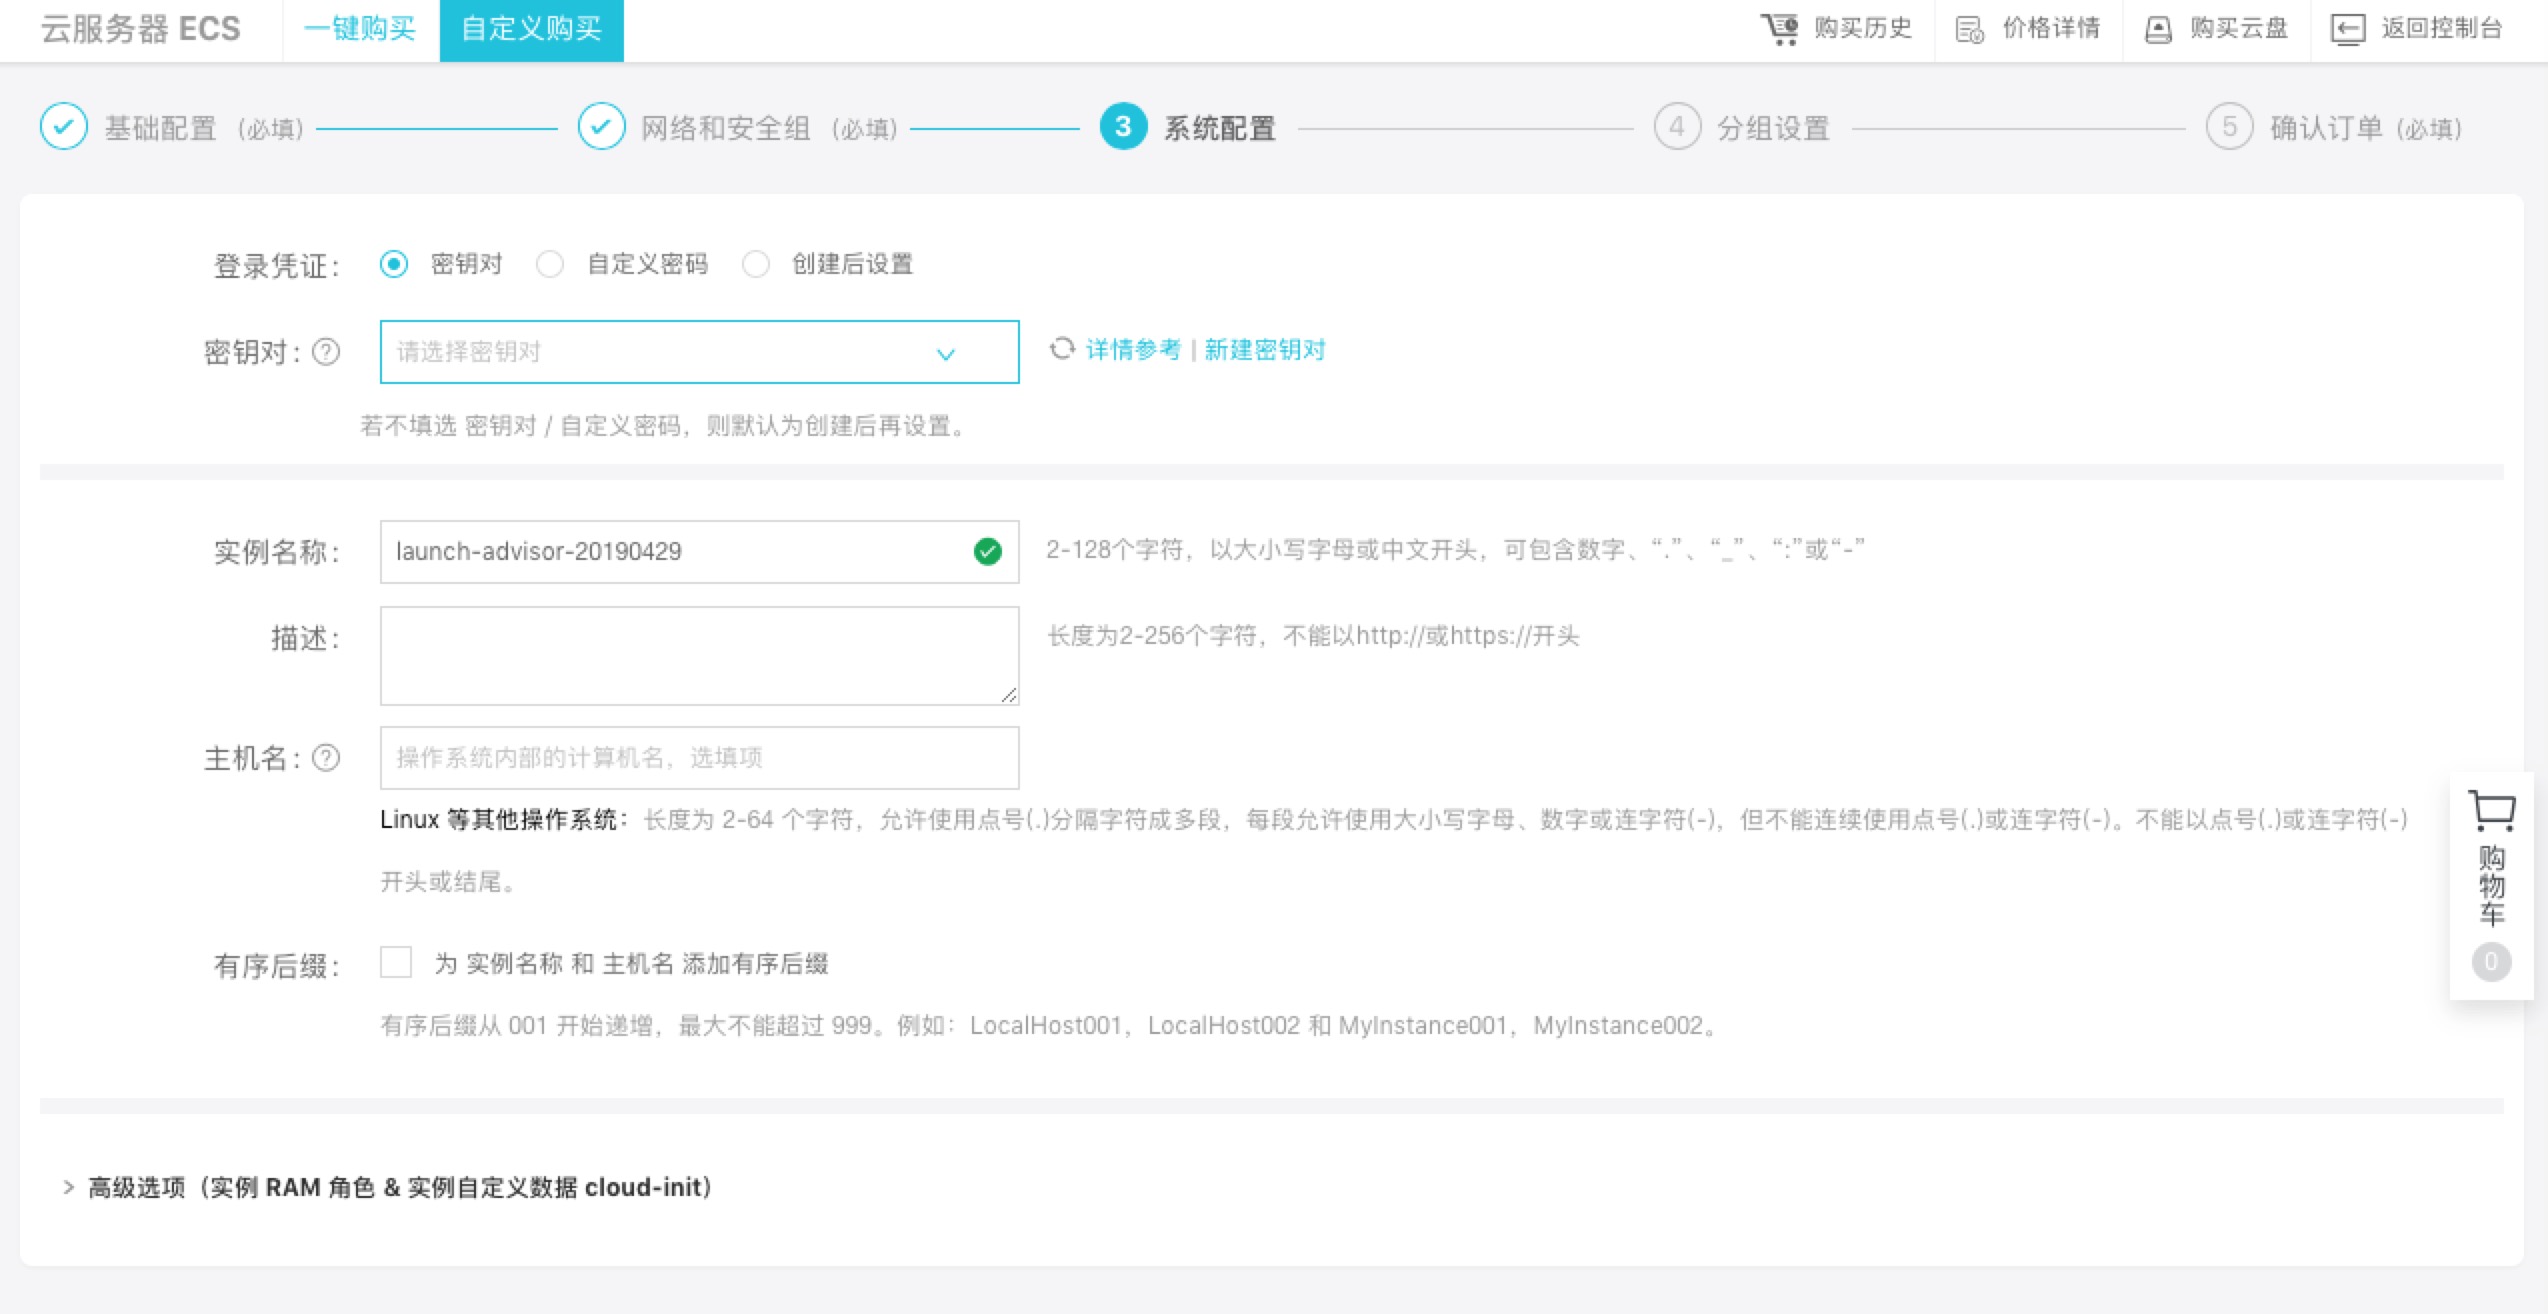 云服务器 ECS 一键购买 自定义购买 购买历史 价格详情 购买云盘 返回控制台
基础配置 (必填) 网络和安全组 (必填) 3 系统配置 4 分组设置 5 确认订单 (必填)
登录凭证: 密钥对 自定义密码 创建后设置
密钥对: ? 请选择密钥对 详情参考 | 新建密钥对
若不填选 密钥对 / 自定义密码，则默认为创建后再设置。
实例名称: launch-advisor-20190429 2-128个字符，以大小写字母或中文开头，可包含数字、“.”、“_”、“:”或“-”
描述: 长度为2-256个字符，不能以http://或https://开头
主机名: ? 操作系统内部的计算机名，选填项
Linux 等其他操作系统：长度为 2-64 个字符，允许使用点号(.)分隔字符成多段，每段允许使用大小写字母、数字或连字符(-)，但不能连续使用点号(.)或连字符(-)。不能以点号(.)或连字符(-)
开头或结尾。
有序后缀: 为 实例名称 和 主机名 添加有序后缀
有序后缀从 001 开始递增，最大不能超过 999。例如：LocalHost001，LocalHost002 和 MyInstance001，MyInstance002。
高级选项（实例 RAM 角色 & 实例自定义数据 cloud-init）
购物车
0